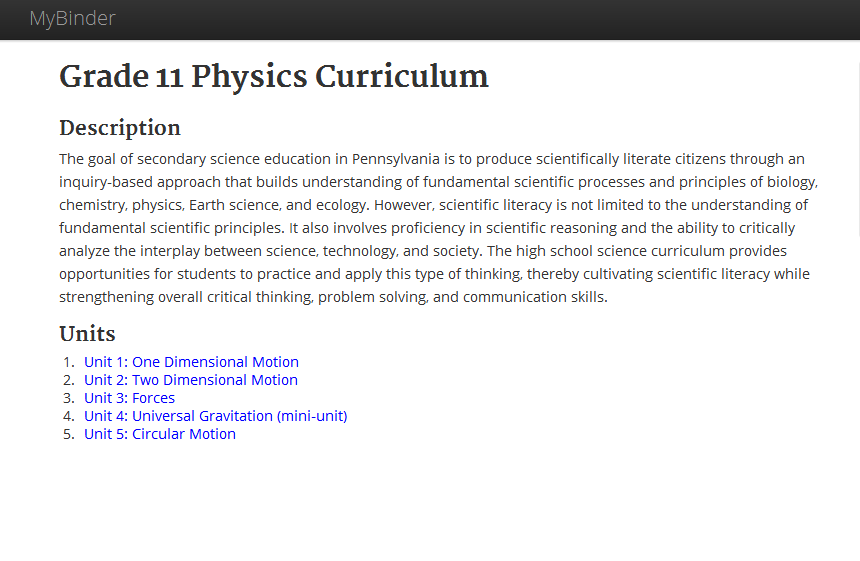 MyBinder
Grade 11 Physics Curriculum
Description
The goal of secondary science education in Pennsylvania is to produce scientifically literate citizens through an
inquiry-based approach that builds understanding of fundamental scientific processes and principles of biology,
chemistry, physics, Earth science, and ecology. However, scientific literacy is not limited to the understanding of
fundamental scientific principles. It also involves proficiency in scientific reasoning and the ability to critically
analyze the interplay between science, technology, and society. The high school science curriculum provides
opportunities for students to practice and apply this type of thinking, thereby cultivating scientific literacy while
strengthening overall critical thinking, problem solving, and communication skills.
Units
1. Unit 1: One Dimensional Motion
2. Unit 2: Two Dimensional Motion
3. Unit 3: Forces
4. Unit 4: Universal Gravitation (mini-unit)
5. Unit 5: Circular Motion